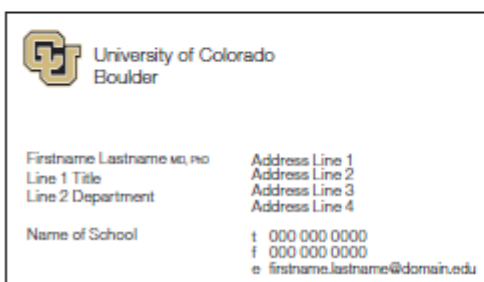 CU
University of Colorado
Boulder
Firstname Lastname MD, PhD
Line 1 Title
Line 2 Department
Name of School
Address Line 1
Address Line 2
Address Line 3
Address Line 4
t 000 000 0000
f 000 000 0000
e firstname.lastname@domain.edu